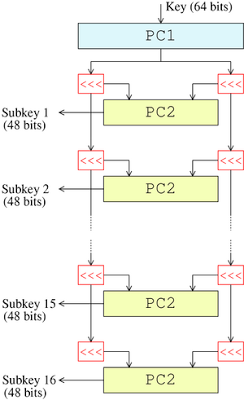 Key (64 bits)
PC1
<<< <<<
Subkey 1 PC2
(48 bits)
<<< <<<
Subkey 2 PC2
(48 bits)
<<< <<<
Subkey 15 PC2
(48 bits)
<<< <<<
Subkey 16 PC2
(48 bits)